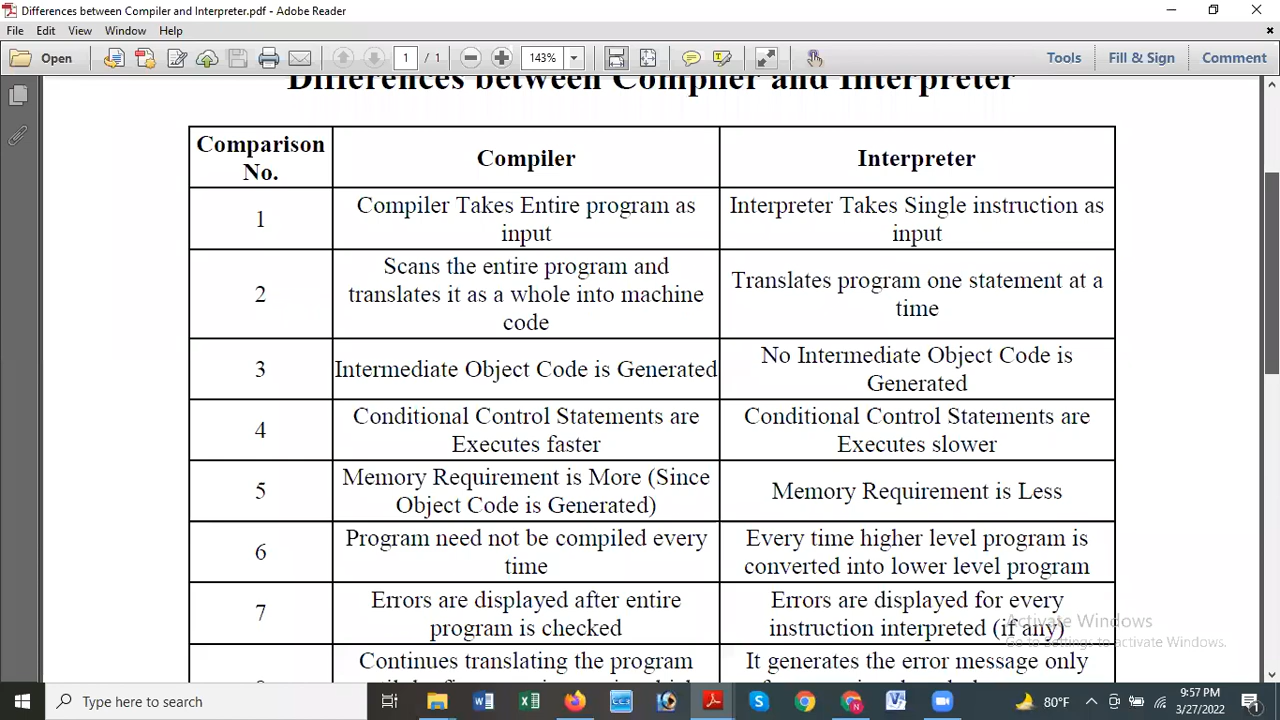 Differences between Compiler and Interpreter.pdf - Adobe Reader
File Edit View Window Help
Open 1 / 1 143% Tools Fill & Sign Comment
Differences between Compiler and Interpreter
Comparison No. Compiler Interpreter
1 Compiler Takes Entire program as input Interpreter Takes Single instruction as input
2 Scans the entire program and translates it as a whole into machine code Translates program one statement at a time
3 Intermediate Object Code is Generated No Intermediate Object Code is Generated
4 Conditional Control Statements are Executes faster Conditional Control Statements are Executes slower
5 Memory Requirement is More (Since Object Code is Generated) Memory Requirement is Less
6 Program need not be compiled every time Every time higher level program is converted into lower level program
7 Errors are displayed after entire program is checked Errors are displayed for every instruction interpreted (if any)
Continues translating the program It generates the error message only
Activate Windows
Go to Settings to activate Windows.
Type here to search 80°F 9:57 PM
3/27/2022